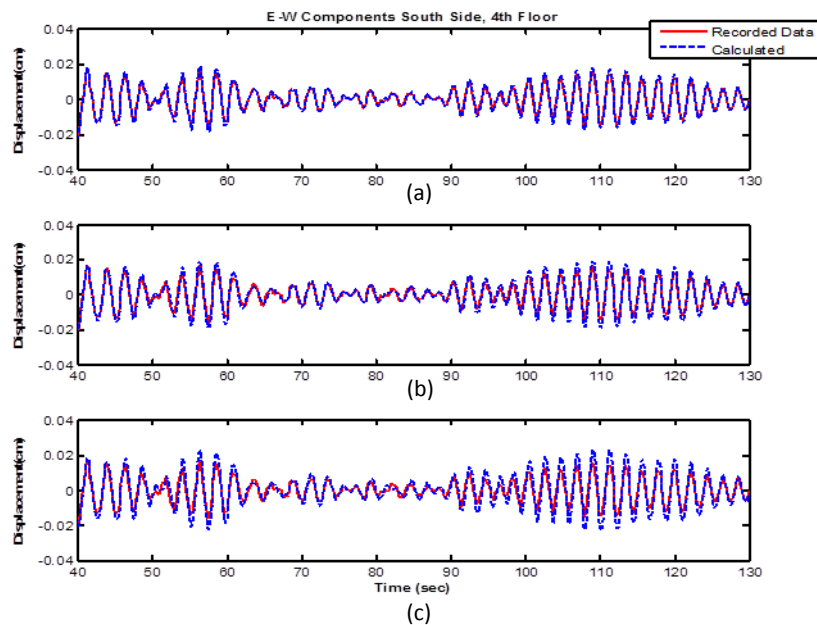 E-W Components South Side, 4th Floor
Recorded Data
Calculated
Displacement(cm)
0.04
0.02
0
-0.02
-0.04
40 50 60 70 80 90 100 110 120 130
(a)
Displacement(cm)
0.04
0.02
0
-0.02
-0.04
40 50 60 70 80 90 100 110 120 130
(b)
Displacement(cm)
0.04
0.02
0
-0.02
-0.04
40 50 60 70 80 90 100 110 120 130
Time (sec)
(c)